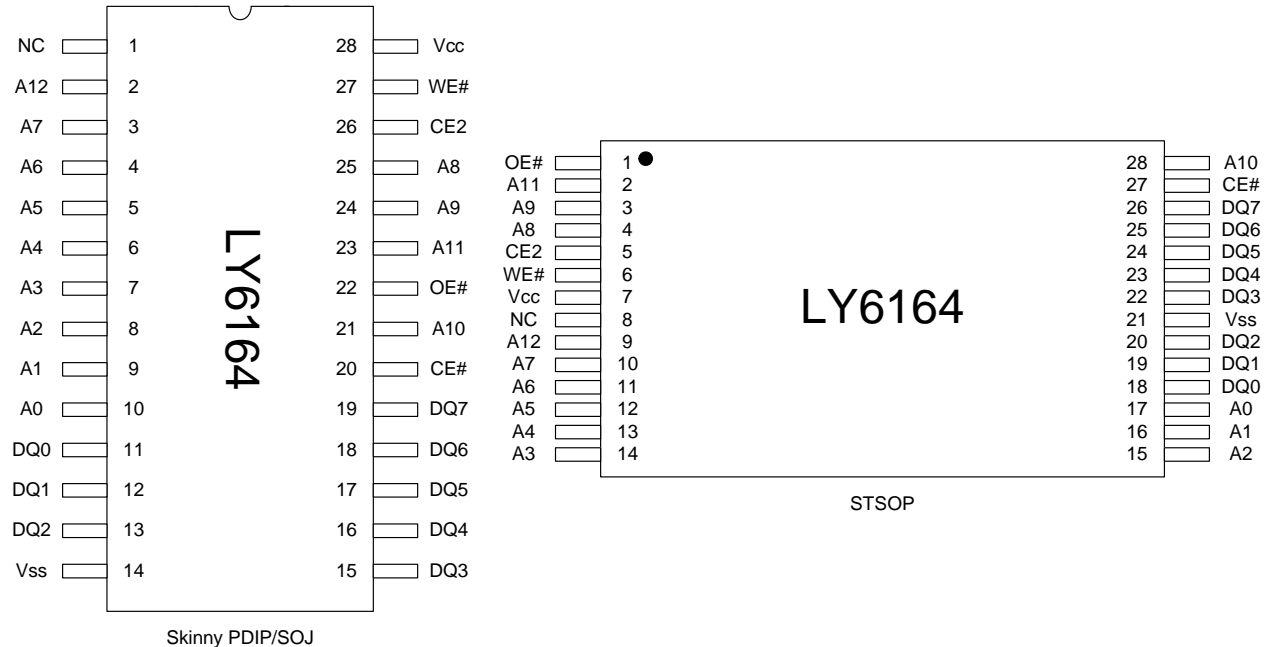 NC 1 28 Vcc
A12 2 27 WE#
A7 3 26 CE2
A6 4 25 A8
A5 5 24 A9
A4 6 23 A11
A3 7 22 OE#
A2 8 21 A10
A1 9 20 CE#
A0 10 19 DQ7
DQ0 11 18 DQ6
DQ1 12 17 DQ5
DQ2 13 16 DQ4
Vss 14 15 DQ3
LY6164
Skinny PDIP/SOJ
OE# 1 28 A10
A11 2 27 CE#
A9 3 26 DQ7
A8 4 25 DQ6
CE2 5 24 DQ5
WE# 6 23 DQ4
Vcc 7 22 DQ3
NC 8 21 Vss
A12 9 20 DQ2
A7 10 19 DQ1
A6 11 18 DQ0
A5 12 17 A0
A4 13 16 A1
A3 14 15 A2
LY6164
STSOP